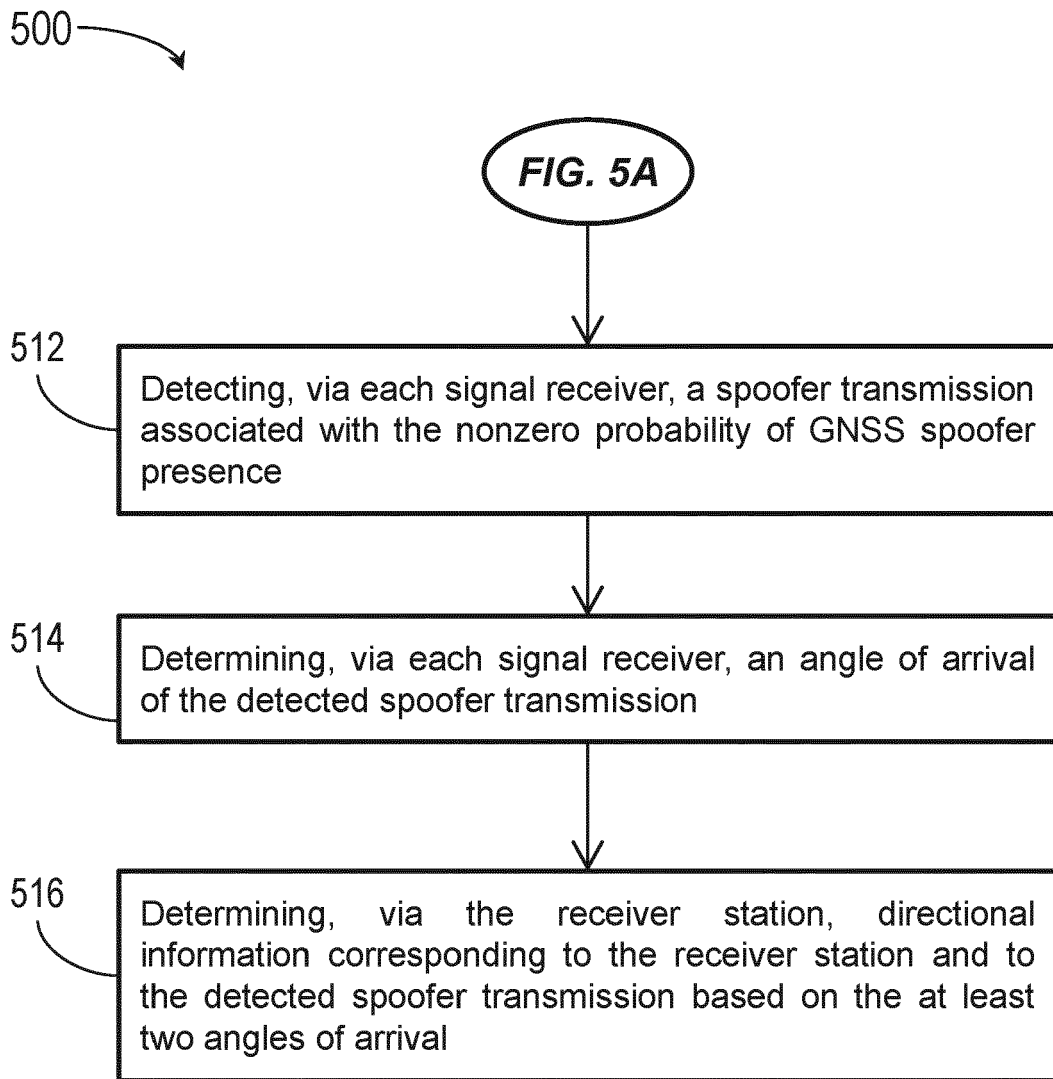 500
FIG. 5A
512
Detecting, via each signal receiver, a spoofer transmission
associated with the nonzero probability of GNSS spoofer
presence
514
Determining, via each signal receiver, an angle of arrival
of the detected spoofer transmission
516
Determining, via the receiver station, directional
information corresponding to the receiver station and to
the detected spoofer transmission based on the at least
two angles of arrival